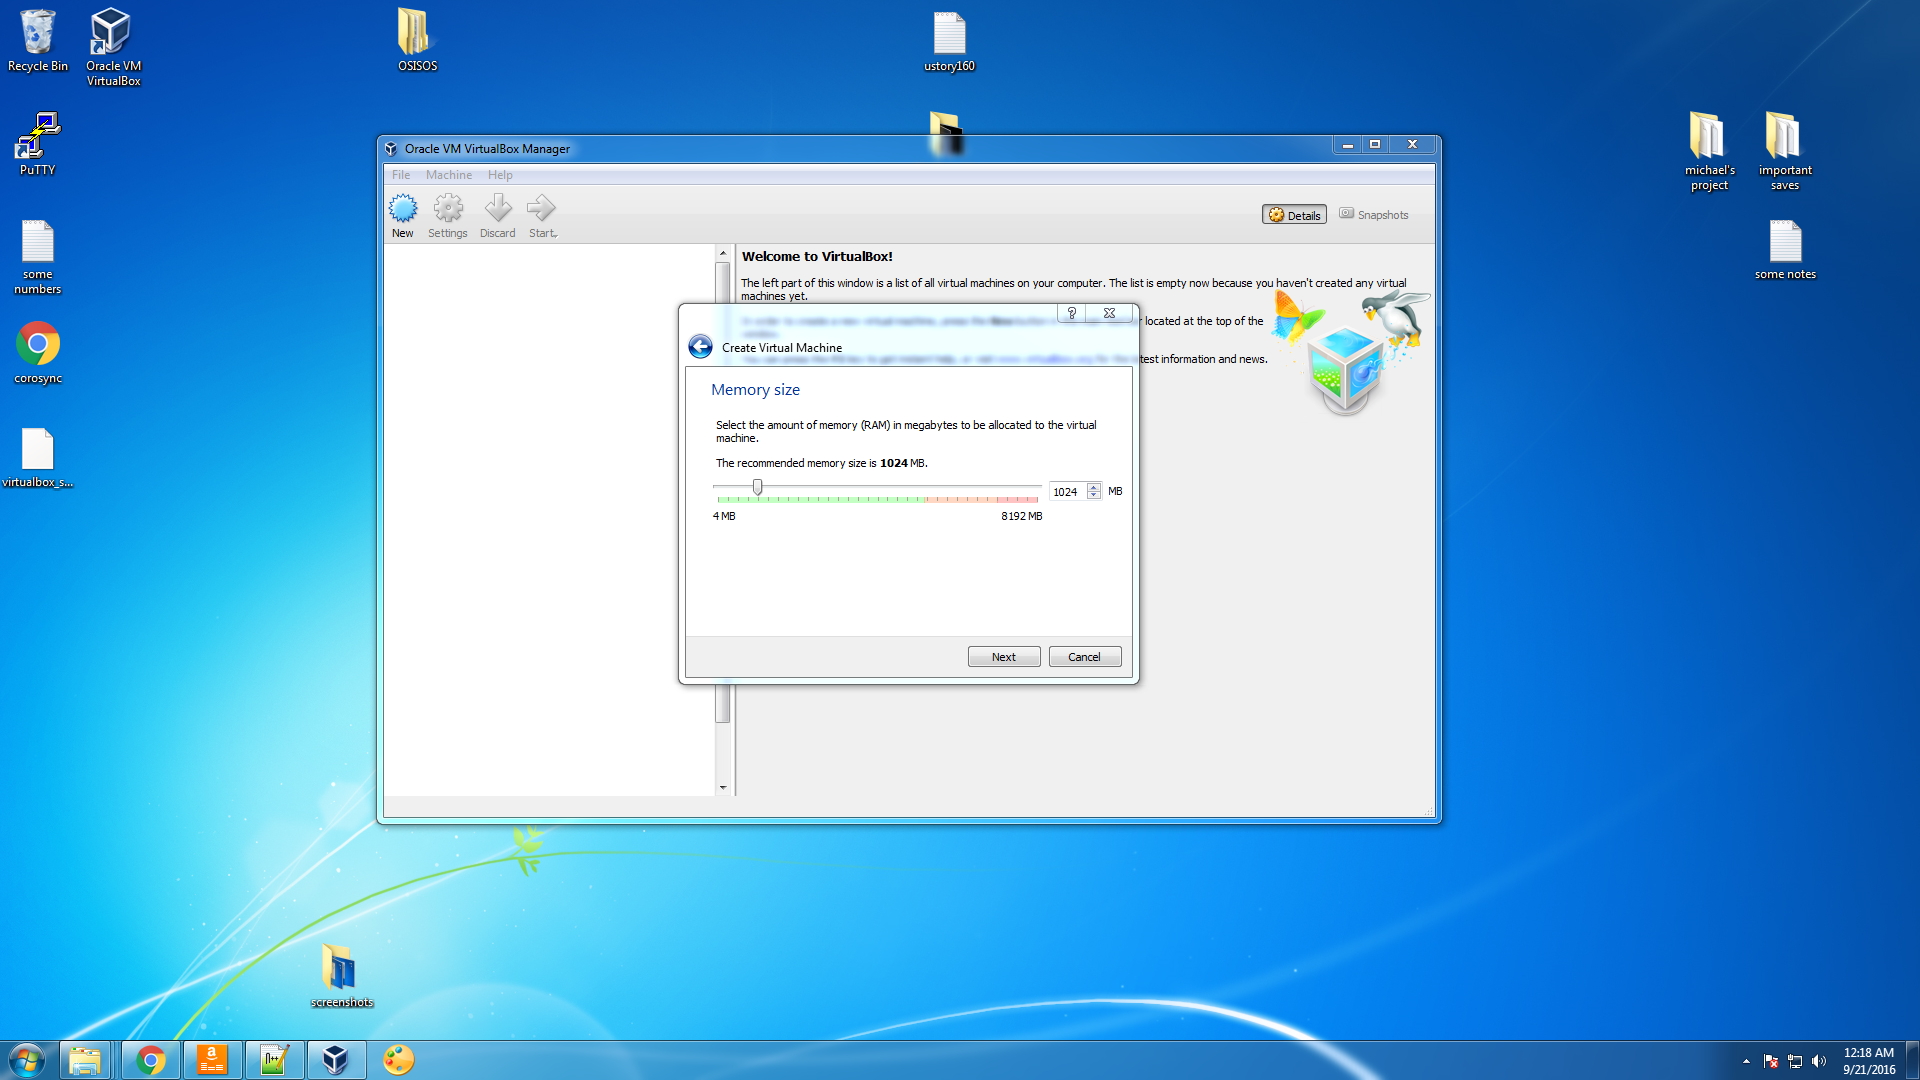 Recycle Bin
Oracle VM
VirtualBox
OSISOS
ustory160
PuTTY
michael's
project
important
saves
some
numbers
some notes
corosync
virtualbox_s...
screenshots
Oracle VM VirtualBox Manager
File Machine Help
New Settings Discard Start
Details Snapshots
Welcome to VirtualBox!
The left part of this window is a list of all virtual machines on your computer. The list is empty now because you haven't created any virtual
machines yet.
located at the top of the
test information and news.
?
Create Virtual Machine
Memory size
Select the amount of memory (RAM) in megabytes to be allocated to the virtual
machine.
The recommended memory size is 1024 MB.
1024 MB
4 MB 8192 MB
Next Cancel
12:18 AM
9/21/2016